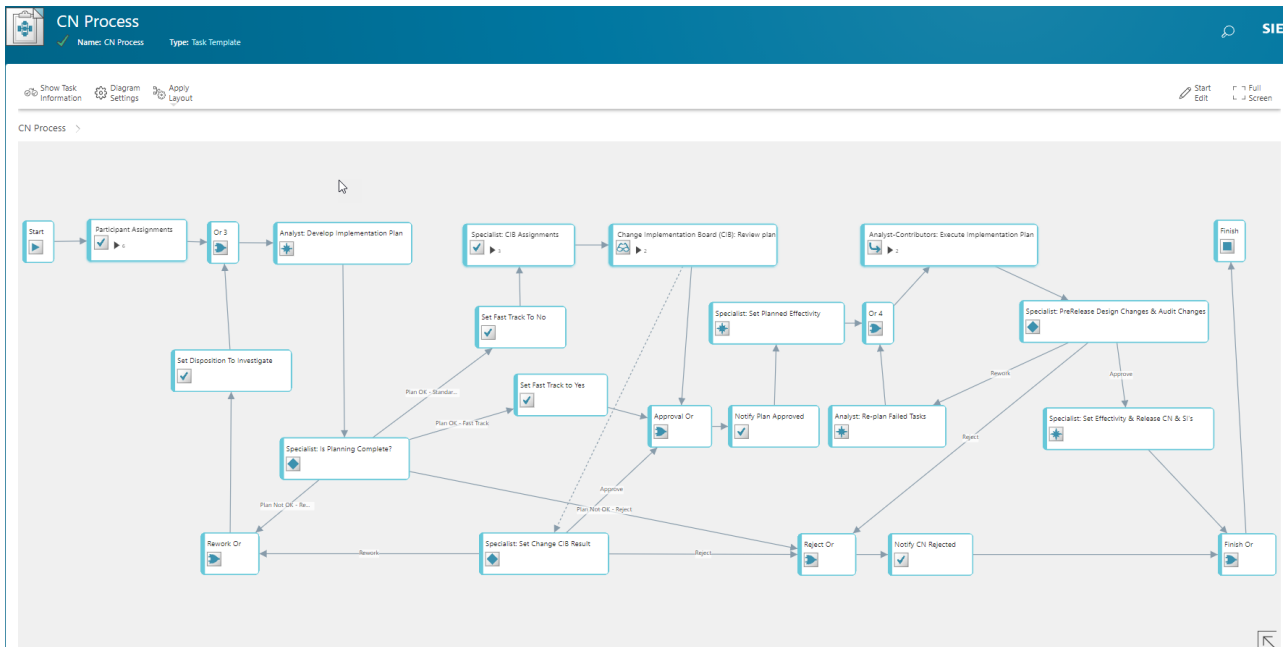 CN Process
Name: CN Process Type: Task Template
SIE
Show Task Information
Diagram Settings
Apply Layout
Start Edit
Full Screen
CN Process
Start
Participant Assignments
6
Or 3
Analyst: Develop Implementation Plan
Specialist: CIB Assignments
3
Change Implementation Board (CIB): Review plan
2
Analyst-Contributors: Execute Implementation Plan
2
Finish
Set Fast Track To No
Specialist: Set Planned Effectivity
Or 4
Specialist: PreRelease Design Changes & Audit Changes
Set Disposition To Investigate
Plan OK - Standar...
Set Fast Track to Yes
Rework
Approve
Plan OK - Fast Track
Approval Or
Notify Plan Approved
Analyst: Re-plan Failed Tasks
Specialist: Set Effectivity & Release CN & SI's
Specialist: Is Planning Complete?
Reject
Plan Not OK - Re...
Approve
Plan Not OK - Reject
Rework Or
Rework
Specialist: Set Change CIB Result
Reject
Reject Or
Notify CN Rejected
Finish Or